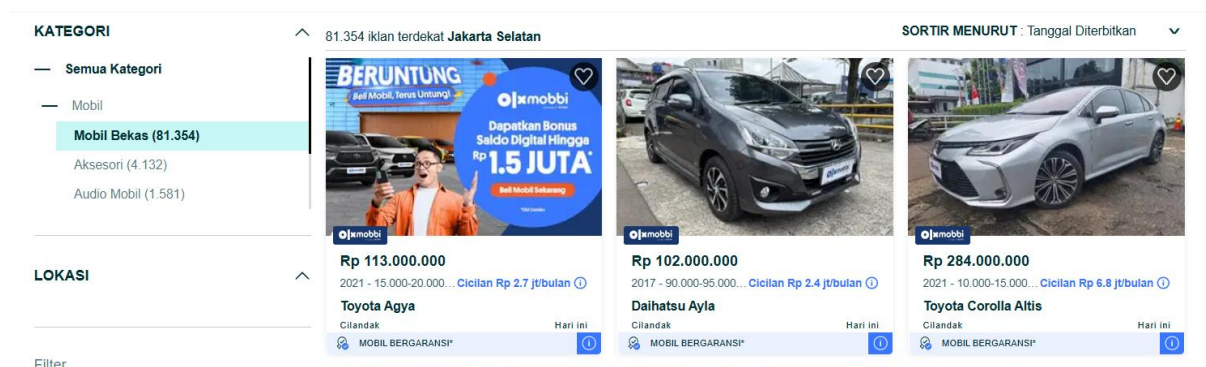 KATEGORI
81.354 iklan terdekat Jakarta Selatan
SORTIR MENURUT : Tanggal Diterbitkan
Semua Kategori
Mobil
Mobil Bekas (81.354)
Aksesori (4.132)
Audio Mobil (1.581)
LOKASI
Filter
BERUNTUNG
Beli Mobil, Terus Untung!
olxmobbi
Dapatkan Bonus
Saldo Digital Hingga
Rp 1.5 JUTA*
Beli Mobil Sekarang
olxmobbi
Rp 113.000.000
2021 - 15.000-20.000... Cicilan Rp 2.7 jt/bulan
Toyota Agya
Cilandak Hari ini
MOBIL BERGARANSI*
olxmobbi
olxmobbi
Rp 102.000.000
2017 - 90.000-95.000... Cicilan Rp 2.4 jt/bulan
Daihatsu Ayla
Cilandak Hari ini
MOBIL BERGARANSI*
olxmobbi
olxmobbi
Rp 284.000.000
2021 - 10.000-15.000... Cicilan Rp 6.8 jt/bulan
Toyota Corolla Altis
Cilandak Hari ini
MOBIL BERGARANSI*